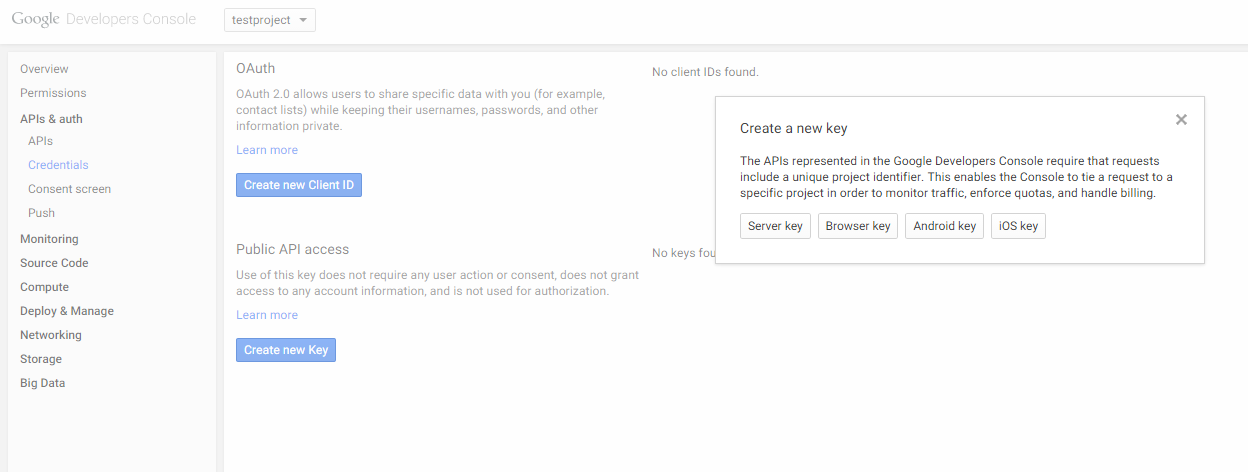 Google Developers Console
testproject
Overview
Permissions
APIs & auth
APIs
Credentials
Consent screen
Push
Monitoring
Source Code
Compute
Deploy & Manage
Networking
Storage
Big Data
OAuth
OAuth 2.0 allows users to share specific data with you (for example,
contact lists) while keeping their usernames, passwords, and other
information private.
Learn more
Create new Client ID
No client IDs found.
Public API access
Use of this key does not require any user action or consent, does not grant
access to any account information, and is not used for authorization.
Learn more
Create new Key
No keys fou
Create a new key
The APIs represented in the Google Developers Console require that requests
include a unique project identifier. This enables the Console to tie a request to a
specific project in order to monitor traffic, enforce quotas, and handle billing.
Server key Browser key Android key iOS key